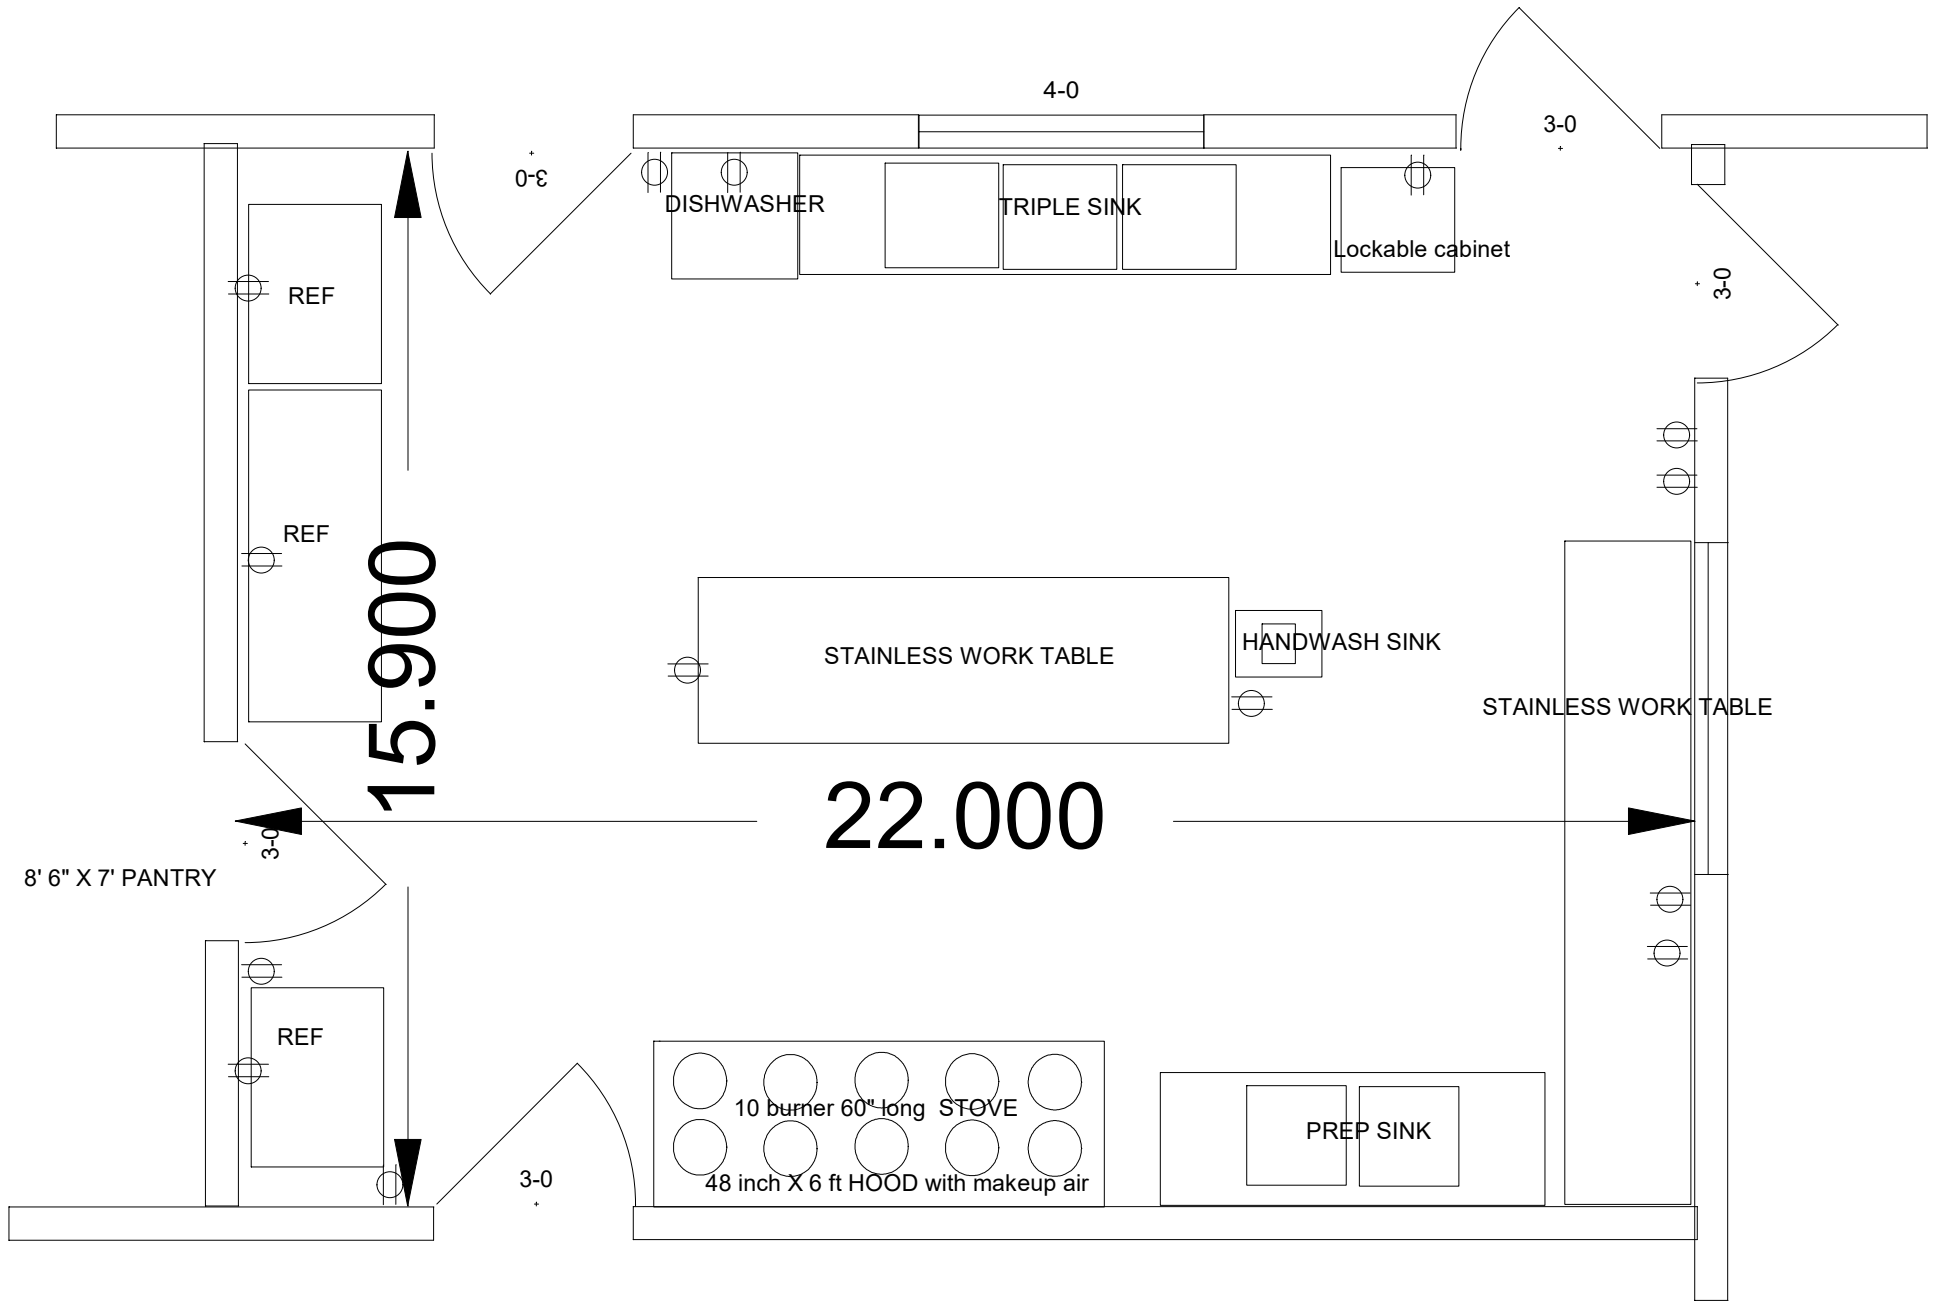 4-0
3-0
3-0
DISHWASHER
TRIPLE SINK
Lockable cabinet
3-0
REF
REF
15.900
STAINLESS WORK TABLE
HANDWASH SINK
STAINLESS WORK TABLE
22.000
3-0
8' 6" X 7' PANTRY
REF
10 burner 60" long  STOVE
PREP SINK
3-0
48 inch X 6 ft HOOD with makeup air